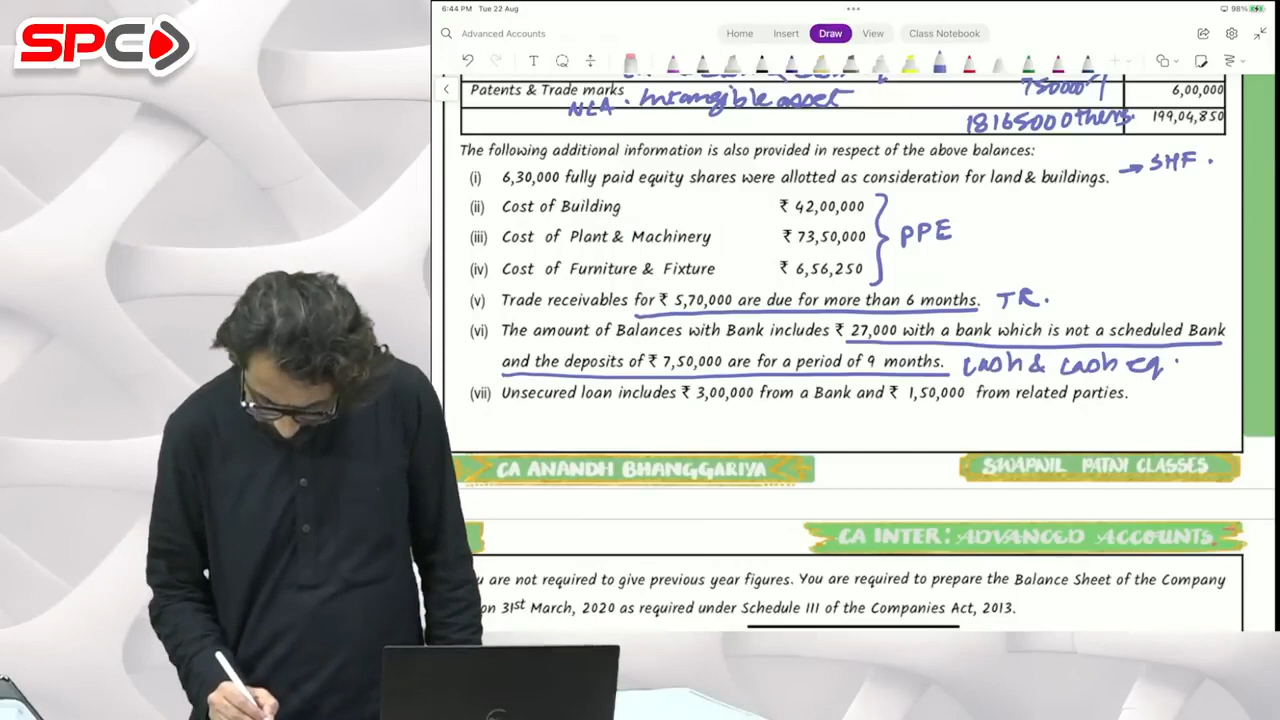 SPC
6:44 PM Tue 22 Aug
98%
Advanced Accounts
Home Insert Draw View Class Notebook
Patents & Trade marks 750000/ 6,00,000
NCA . Intangible asset
18165000 Others. 199,04,850
The following additional information is also provided in respect of the above balances:
(i) 6,30,000 fully paid equity shares were allotted as consideration for land & buildings. → SHF .
(ii) Cost of Building ₹ 42,00,000
(iii) Cost of Plant & Machinery ₹ 73,50,000 PPE
(iv) Cost of Furniture & Fixture ₹ 6,56,250
(v) Trade receivables for ₹ 5,70,000 are due for more than 6 months. TR.
(vi) The amount of Balances with Bank includes ₹ 27,000 with a bank which is not a scheduled Bank
and the deposits of ₹ 7,50,000 are for a period of 9 months. Cash & Cash eq .
(vii) Unsecured loan includes ₹ 3,00,000 from a Bank and ₹ 1,50,000 from related parties.
CA ANANDH BHANGGARIYA SWAPNIL PATNI CLASSES
CA INTER: ADVANCED ACCOUNTS
u are not required to give previous year figures. You are required to prepare the Balance Sheet of the Company
on 31st March, 2020 as required under Schedule III of the Companies Act, 2013.